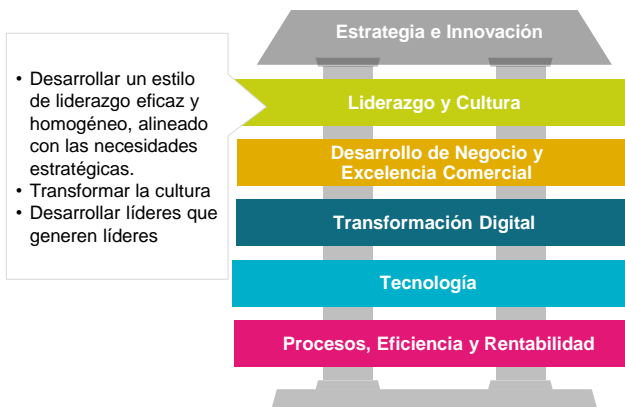 • Desarrollar un estilo
de liderazgo eficaz y
homogéneo, alineado
con las necesidades
estratégicas.
• Transformar la cultura
• Desarrollar líderes que
generen líderes
Estrategia e Innovación
Liderazgo y Cultura
Desarrollo de Negocio y
Excelencia Comercial
Transformación Digital
Tecnología
Procesos, Eficiencia y Rentabilidad